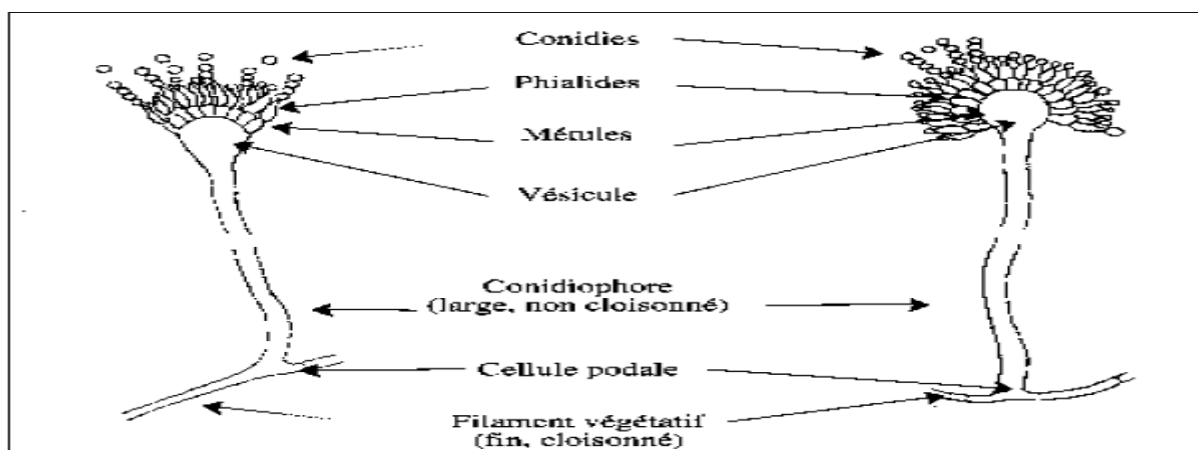 Conidies
Phialides
Métules
Vésicule
Conidiophore
(large, non cloisonné)
Cellule podale
Filament végétatif
(fin, cloisonné)